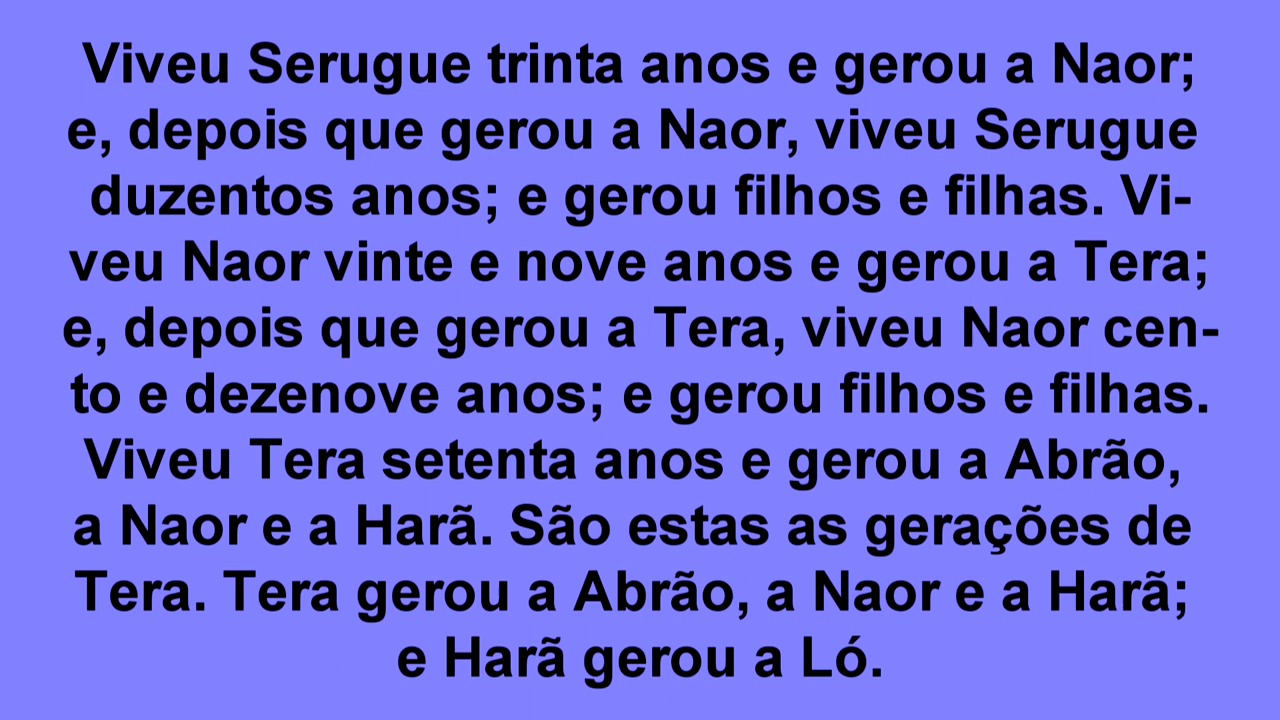 Viveu Serugue trinta anos e gerou a Naor;
e, depois que gerou a Naor, viveu Serugue
duzentos anos; e gerou filhos e filhas. Vi-
veu Naor vinte e nove anos e gerou a Tera;
e, depois que gerou a Tera, viveu Naor cen-
to e dezenove anos; e gerou filhos e filhas.
Viveu Tera setenta anos e gerou a Abrão,
a Naor e a Harã. São estas as gerações de
Tera. Tera gerou a Abrão, a Naor e a Harã;
e Harã gerou a Ló.